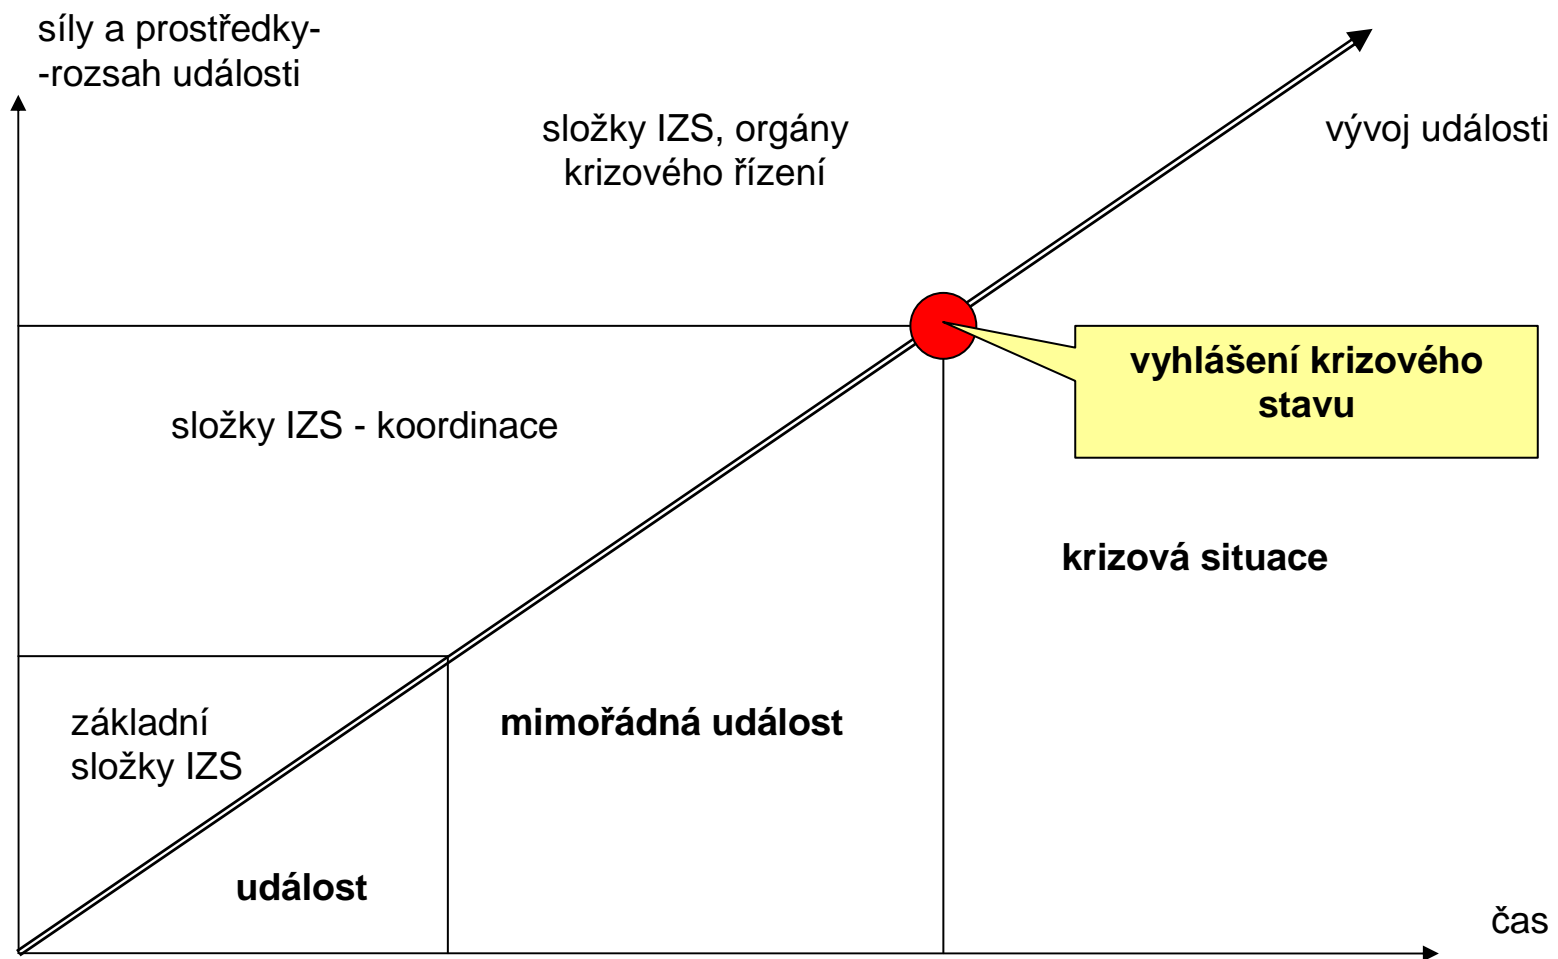 síly a prostředky-
-rozsah události
složky IZS, orgány
krizového řízení
vývoj události
vyhlášení krizového
stavu
složky IZS - koordinace
krizová situace
základní
složky IZS
mimořádná událost
událost
čas